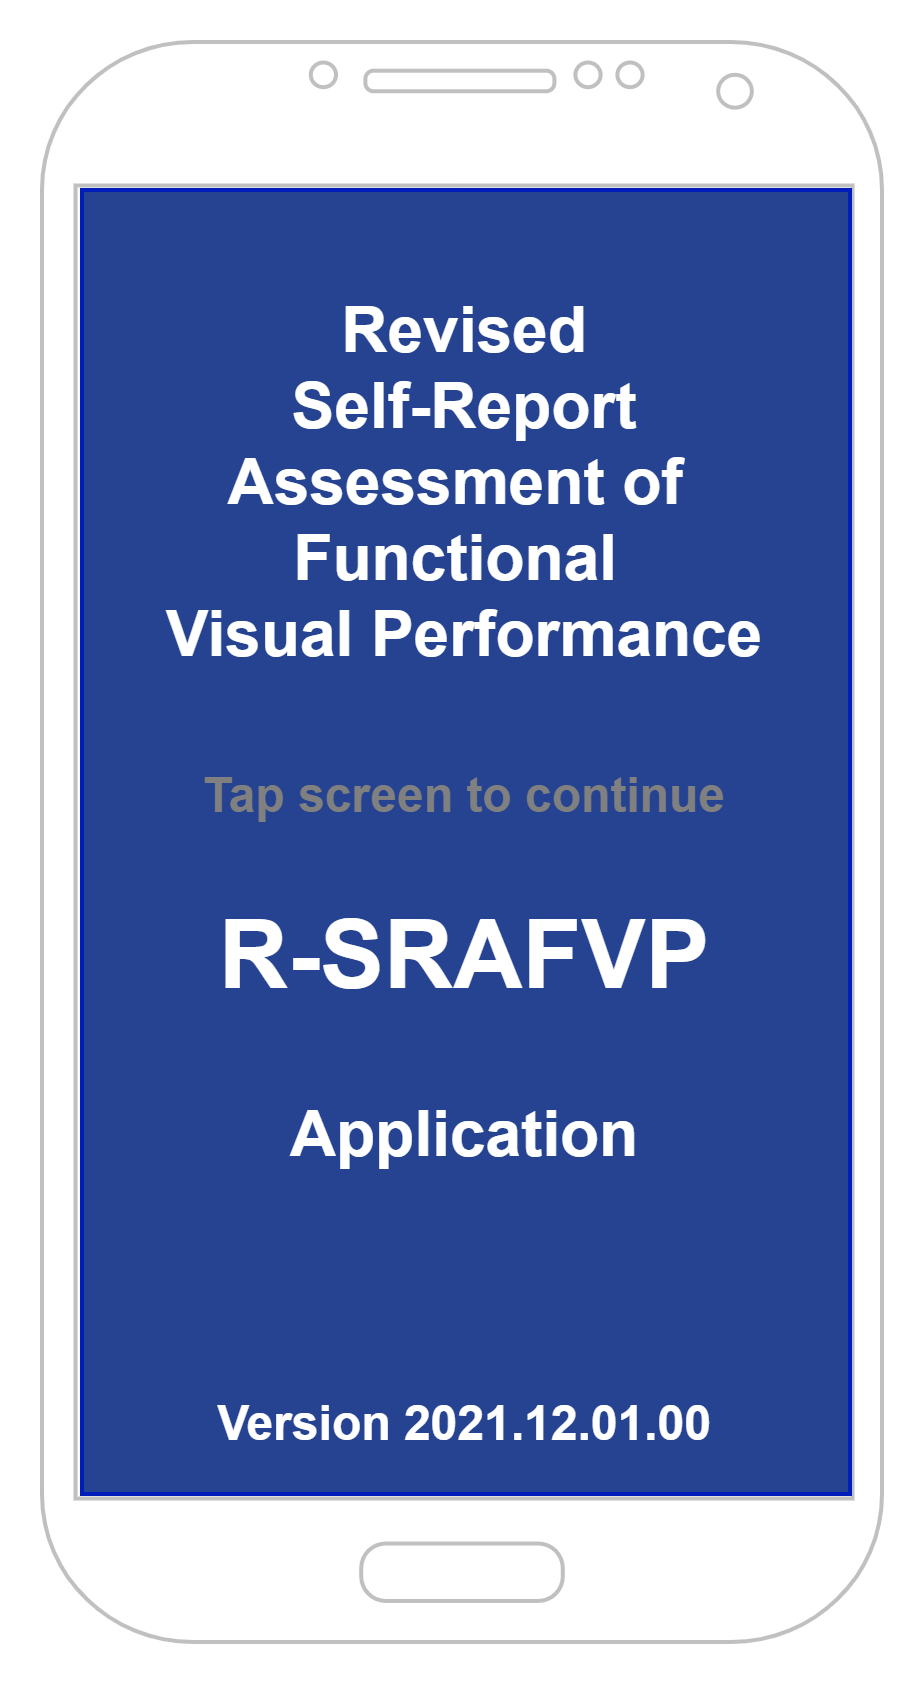 Revised
Self-Report
Assessment of
Functional
Visual Performance
Tap screen to continue
R-SRAFVP
Application
Version 2021.12.01.00